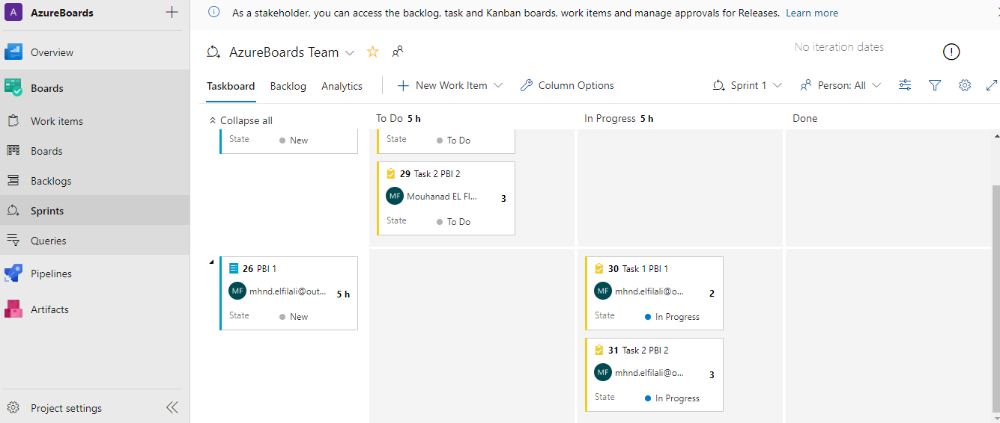 A AzureBoards
As a stakeholder, you can access the backlog, task and Kanban boards, work items and manage approvals for Releases. Learn more
Overview
Boards
Work items
Boards
Backlogs
Sprints
Queries
Pipelines
Artifacts
Project settings
AzureBoards Team
No iteration dates
Taskboard Backlog Analytics New Work Item Column Options Sprint 1 Person: All
Collapse all To Do 5 h In Progress 5 h Done
State New
State To Do
29 Task 2 PBI 2
MF Mouhanad EL FI... 3
State To Do
26 PBI 1
MF mhnd.elfilali@out... 5 h
State New
30 Task 1 PBI 1
MF mhnd.elfilali@o... 2
State In Progress
31 Task 2 PBI 2
MF mhnd.elfilali@o... 3
State In Progress